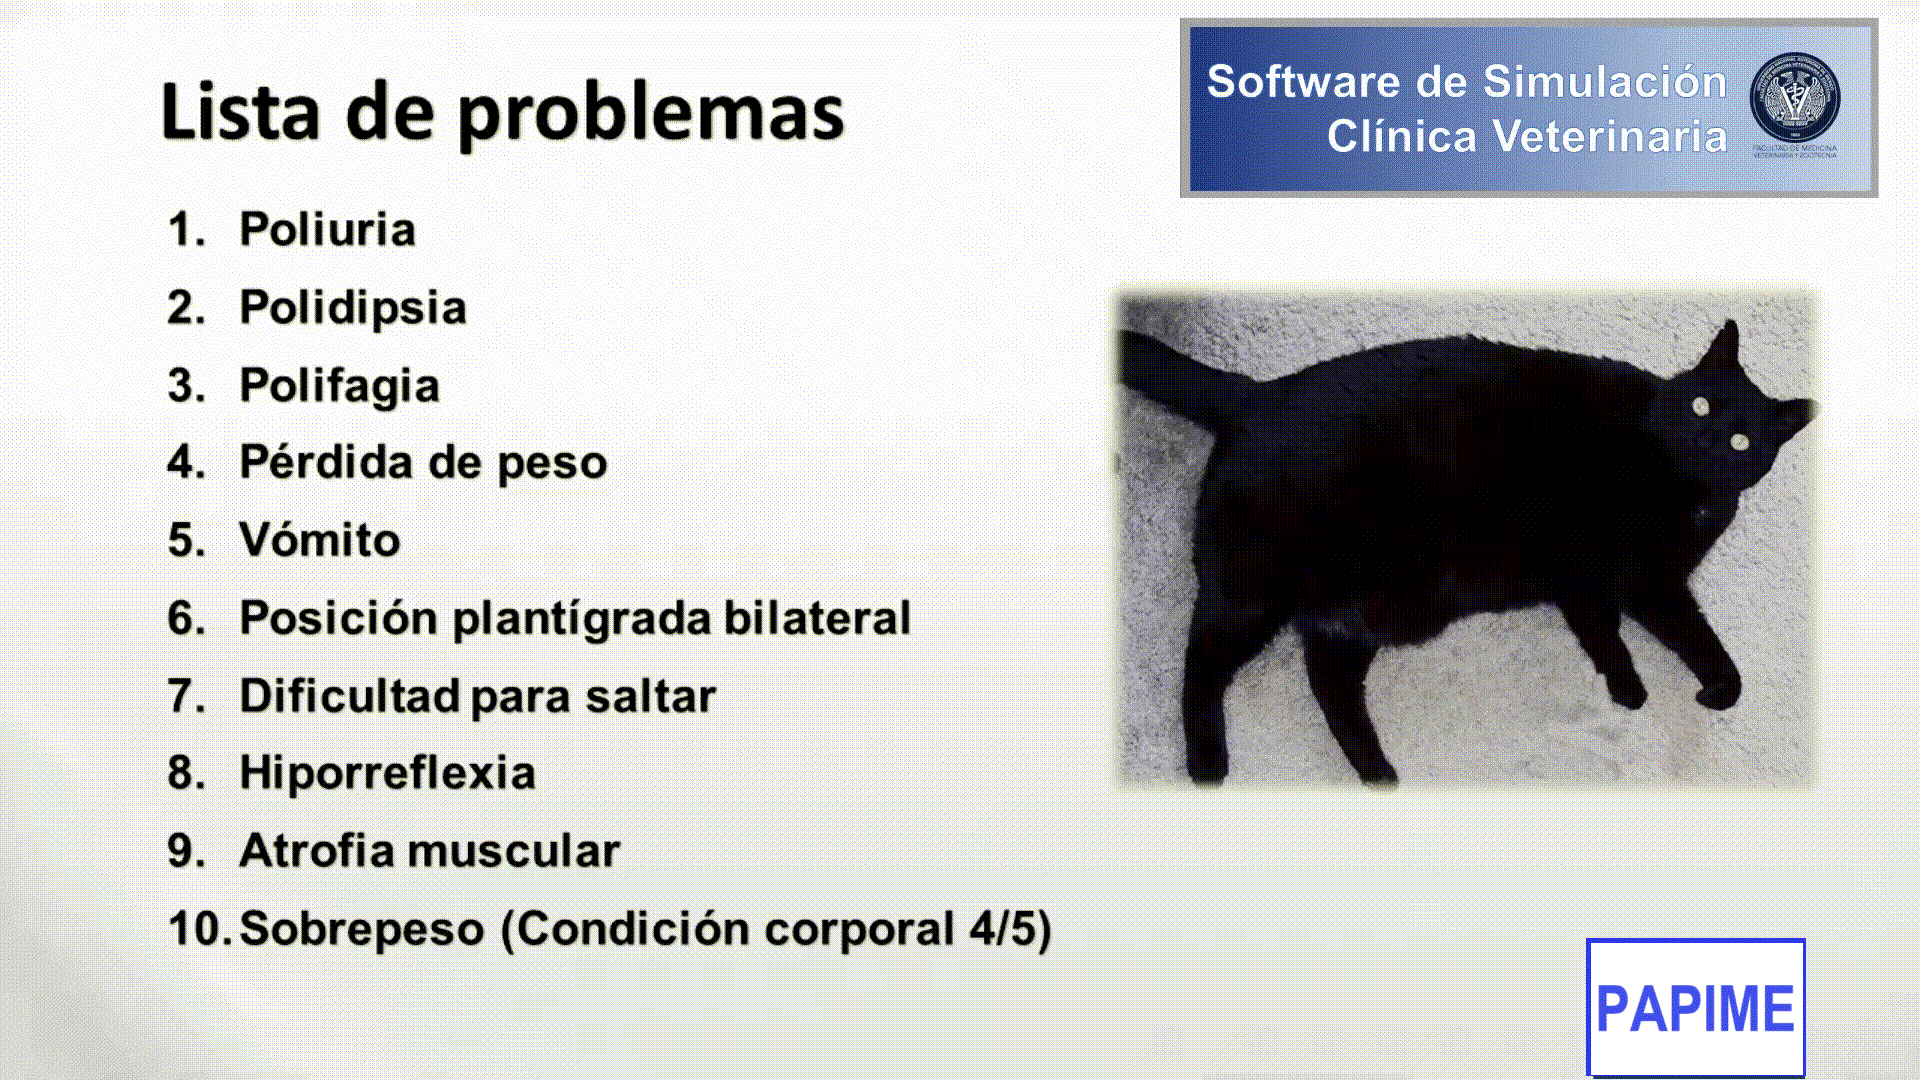 Lista de problemas
Software de Simulación
Clínica Veterinaria
FACULTAD DE MEDICINA
VETERINARIA Y ZOOTECNIA
1. Poliuria
2. Polidipsia
3. Polifagia
4. Pérdida de peso
5. Vómito
6. Posición plantígrada bilateral
7. Dificultad para saltar
8. Hiporreflexia
9. Atrofia muscular
10. Sobrepeso (Condición corporal 4/5)
PAPIME